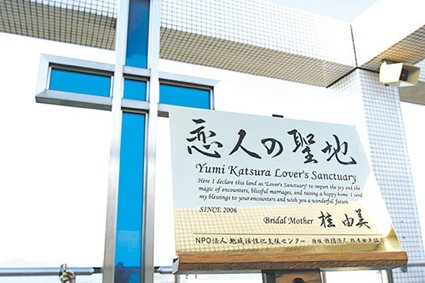 恋人の聖地
Yumi Katsura Lover's Sanctuary
Here I declare this land as 'Lover's Sanctuary' to impart the joy and the
magic of encounters, blissful marriages, and raising a happy home. I send
my blessings to your encounters and wish you a wonderful future.
SINCE 2006
Bridal Mother 桂 由美
NPO法人 地域活性化支援センター